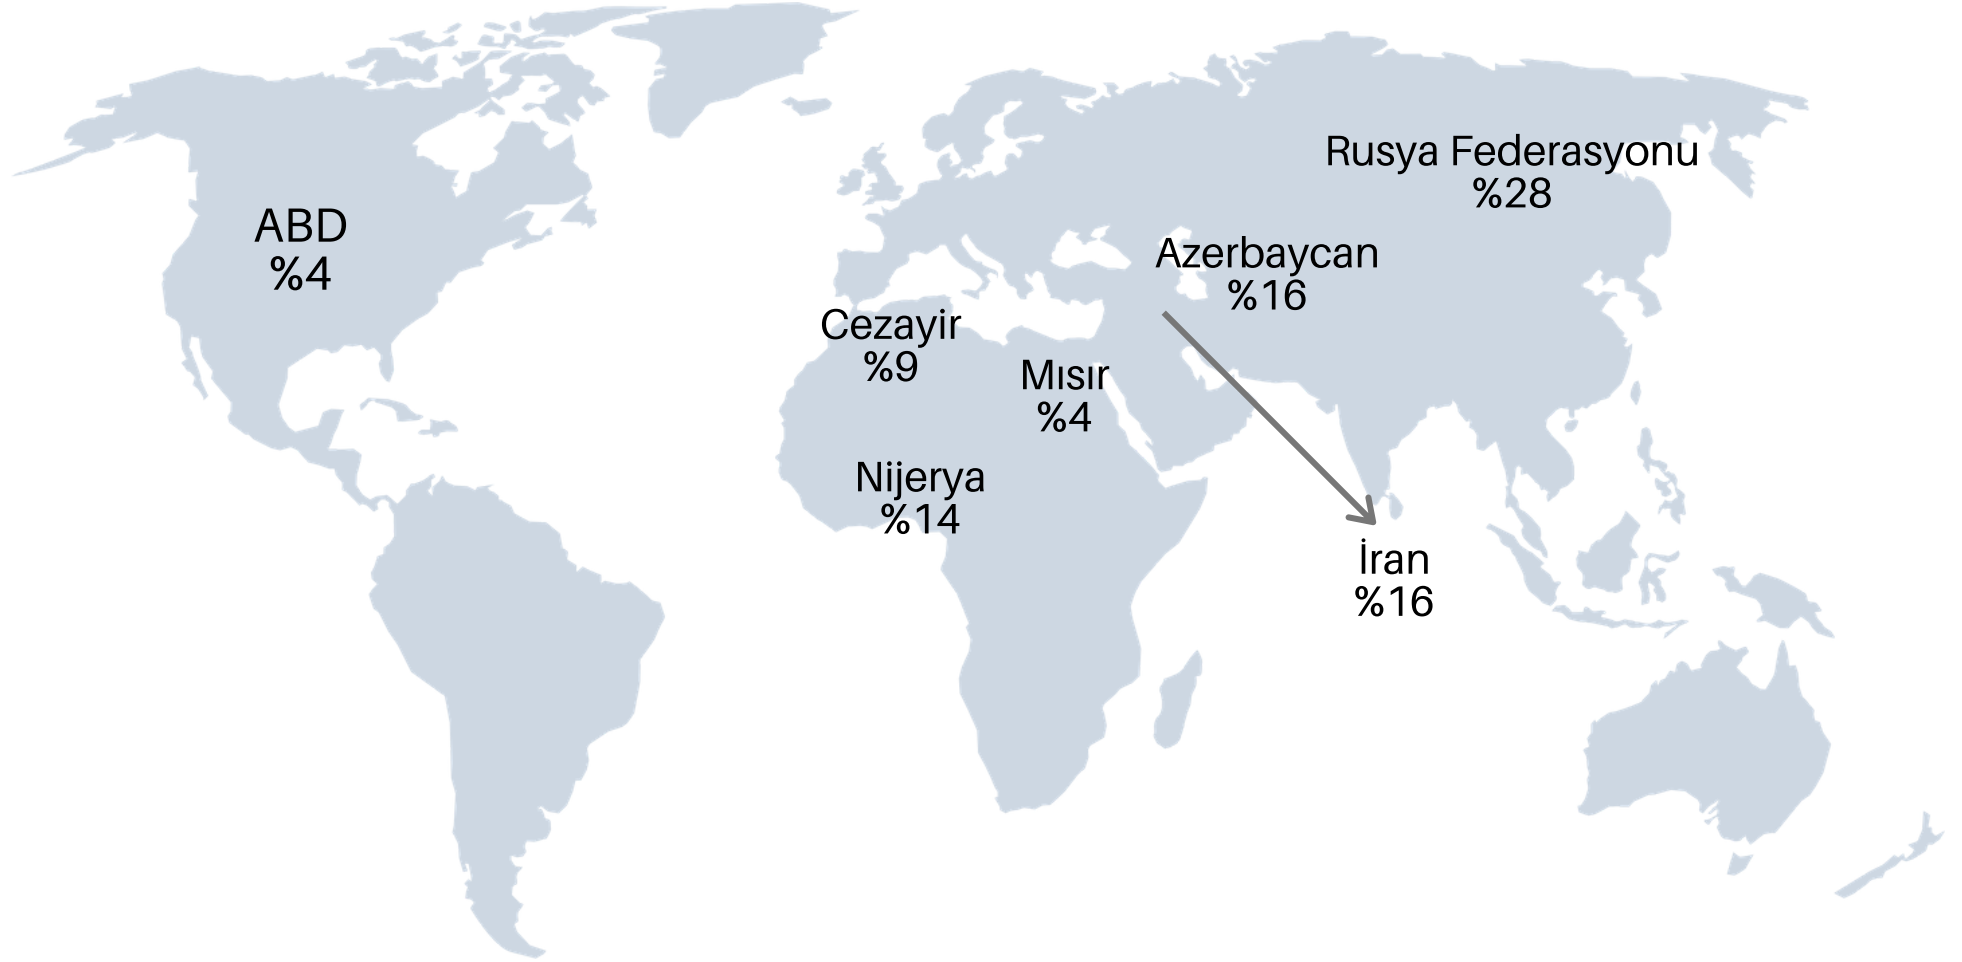 Rusya Federasyonu
%28
ABD
%4
Azerbaycan
%16
Cezayir
%9
Mısır
%4
Nijerya
%14
İran
%16